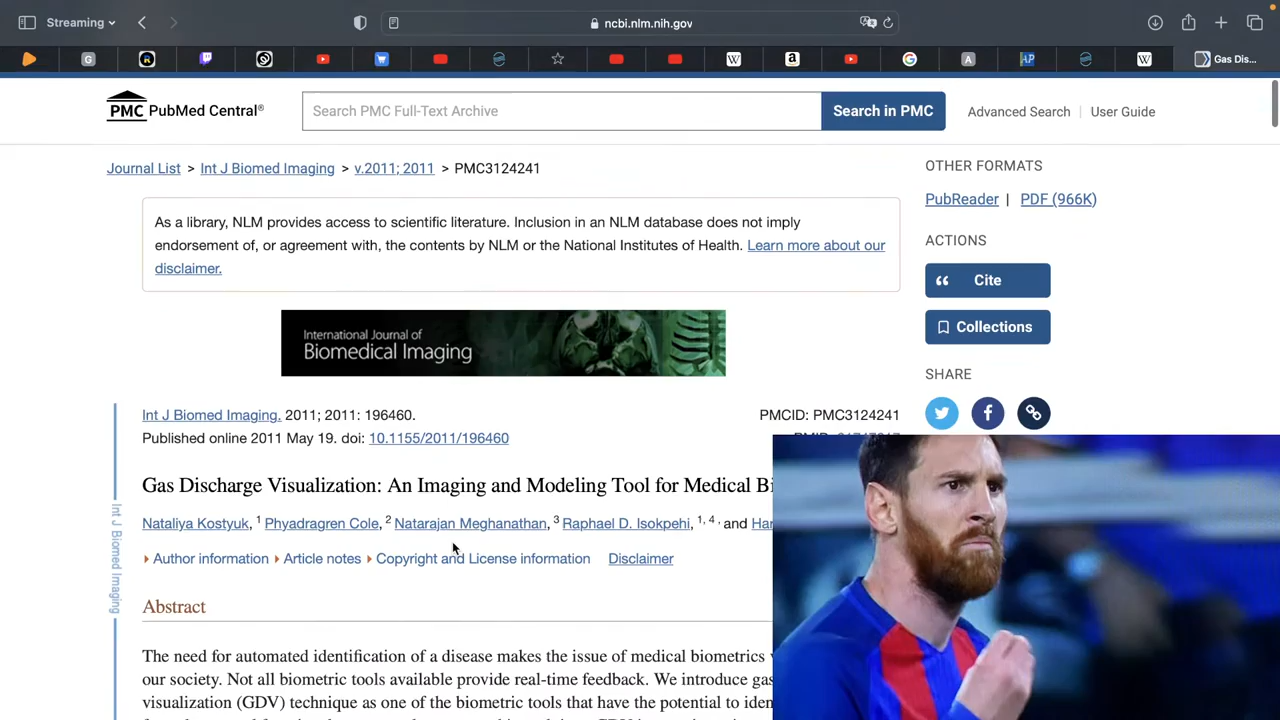 Streaming
ncbi.nlm.nih.gov
Gas Dis...
PMC PubMed Central®
Search PMC Full-Text Archive
Search in PMC
Advanced Search | User Guide
Journal List > Int J Biomed Imaging > v.2011; 2011 > PMC3124241
OTHER FORMATS
PubReader | PDF (966K)
As a library, NLM provides access to scientific literature. Inclusion in an NLM database does not imply
endorsement of, or agreement with, the contents by NLM or the National Institutes of Health. Learn more about our
disclaimer.
ACTIONS
Cite
Collections
International Journal of
Biomedical Imaging
SHARE
Int J Biomed Imaging. 2011; 2011: 196460.
PMCID: PMC3124241
Published online 2011 May 19. doi: 10.1155/2011/196460
Gas Discharge Visualization: An Imaging and Modeling Tool for Medical Bi
Nataliya Kostyuk, 1 Phyadragren Cole, 2 Natarajan Meghanathan, 3 Raphael D. Isokpehi, 1, 4 , and Har
Author information Article notes Copyright and License information Disclaimer
Int J Biomed Imaging
Abstract
The need for automated identification of a disease makes the issue of medical biometrics
our society. Not all biometric tools available provide real-time feedback. We introduce gas
visualization (GDV) technique as one of the biometric tools that have the potential to iden